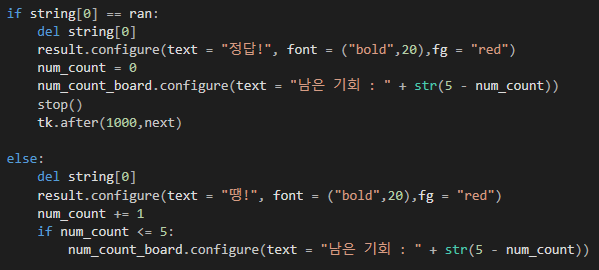 if string[0] == ran:
    del string[0]
    result.configure(text = "정답!", font = ("bold",20),fg = "red")
    num_count = 0
    num_count_board.configure(text = "남은 기회 : " + str(5 - num_count))
    stop()
    tk.after(1000,next)

else:
    del string[0]
    result.configure(text = "땡!", font = ("bold",20),fg = "red")
    num_count += 1
    if num_count <= 5:
        num_count_board.configure(text = "남은 기회 : " + str(5 - num_count))